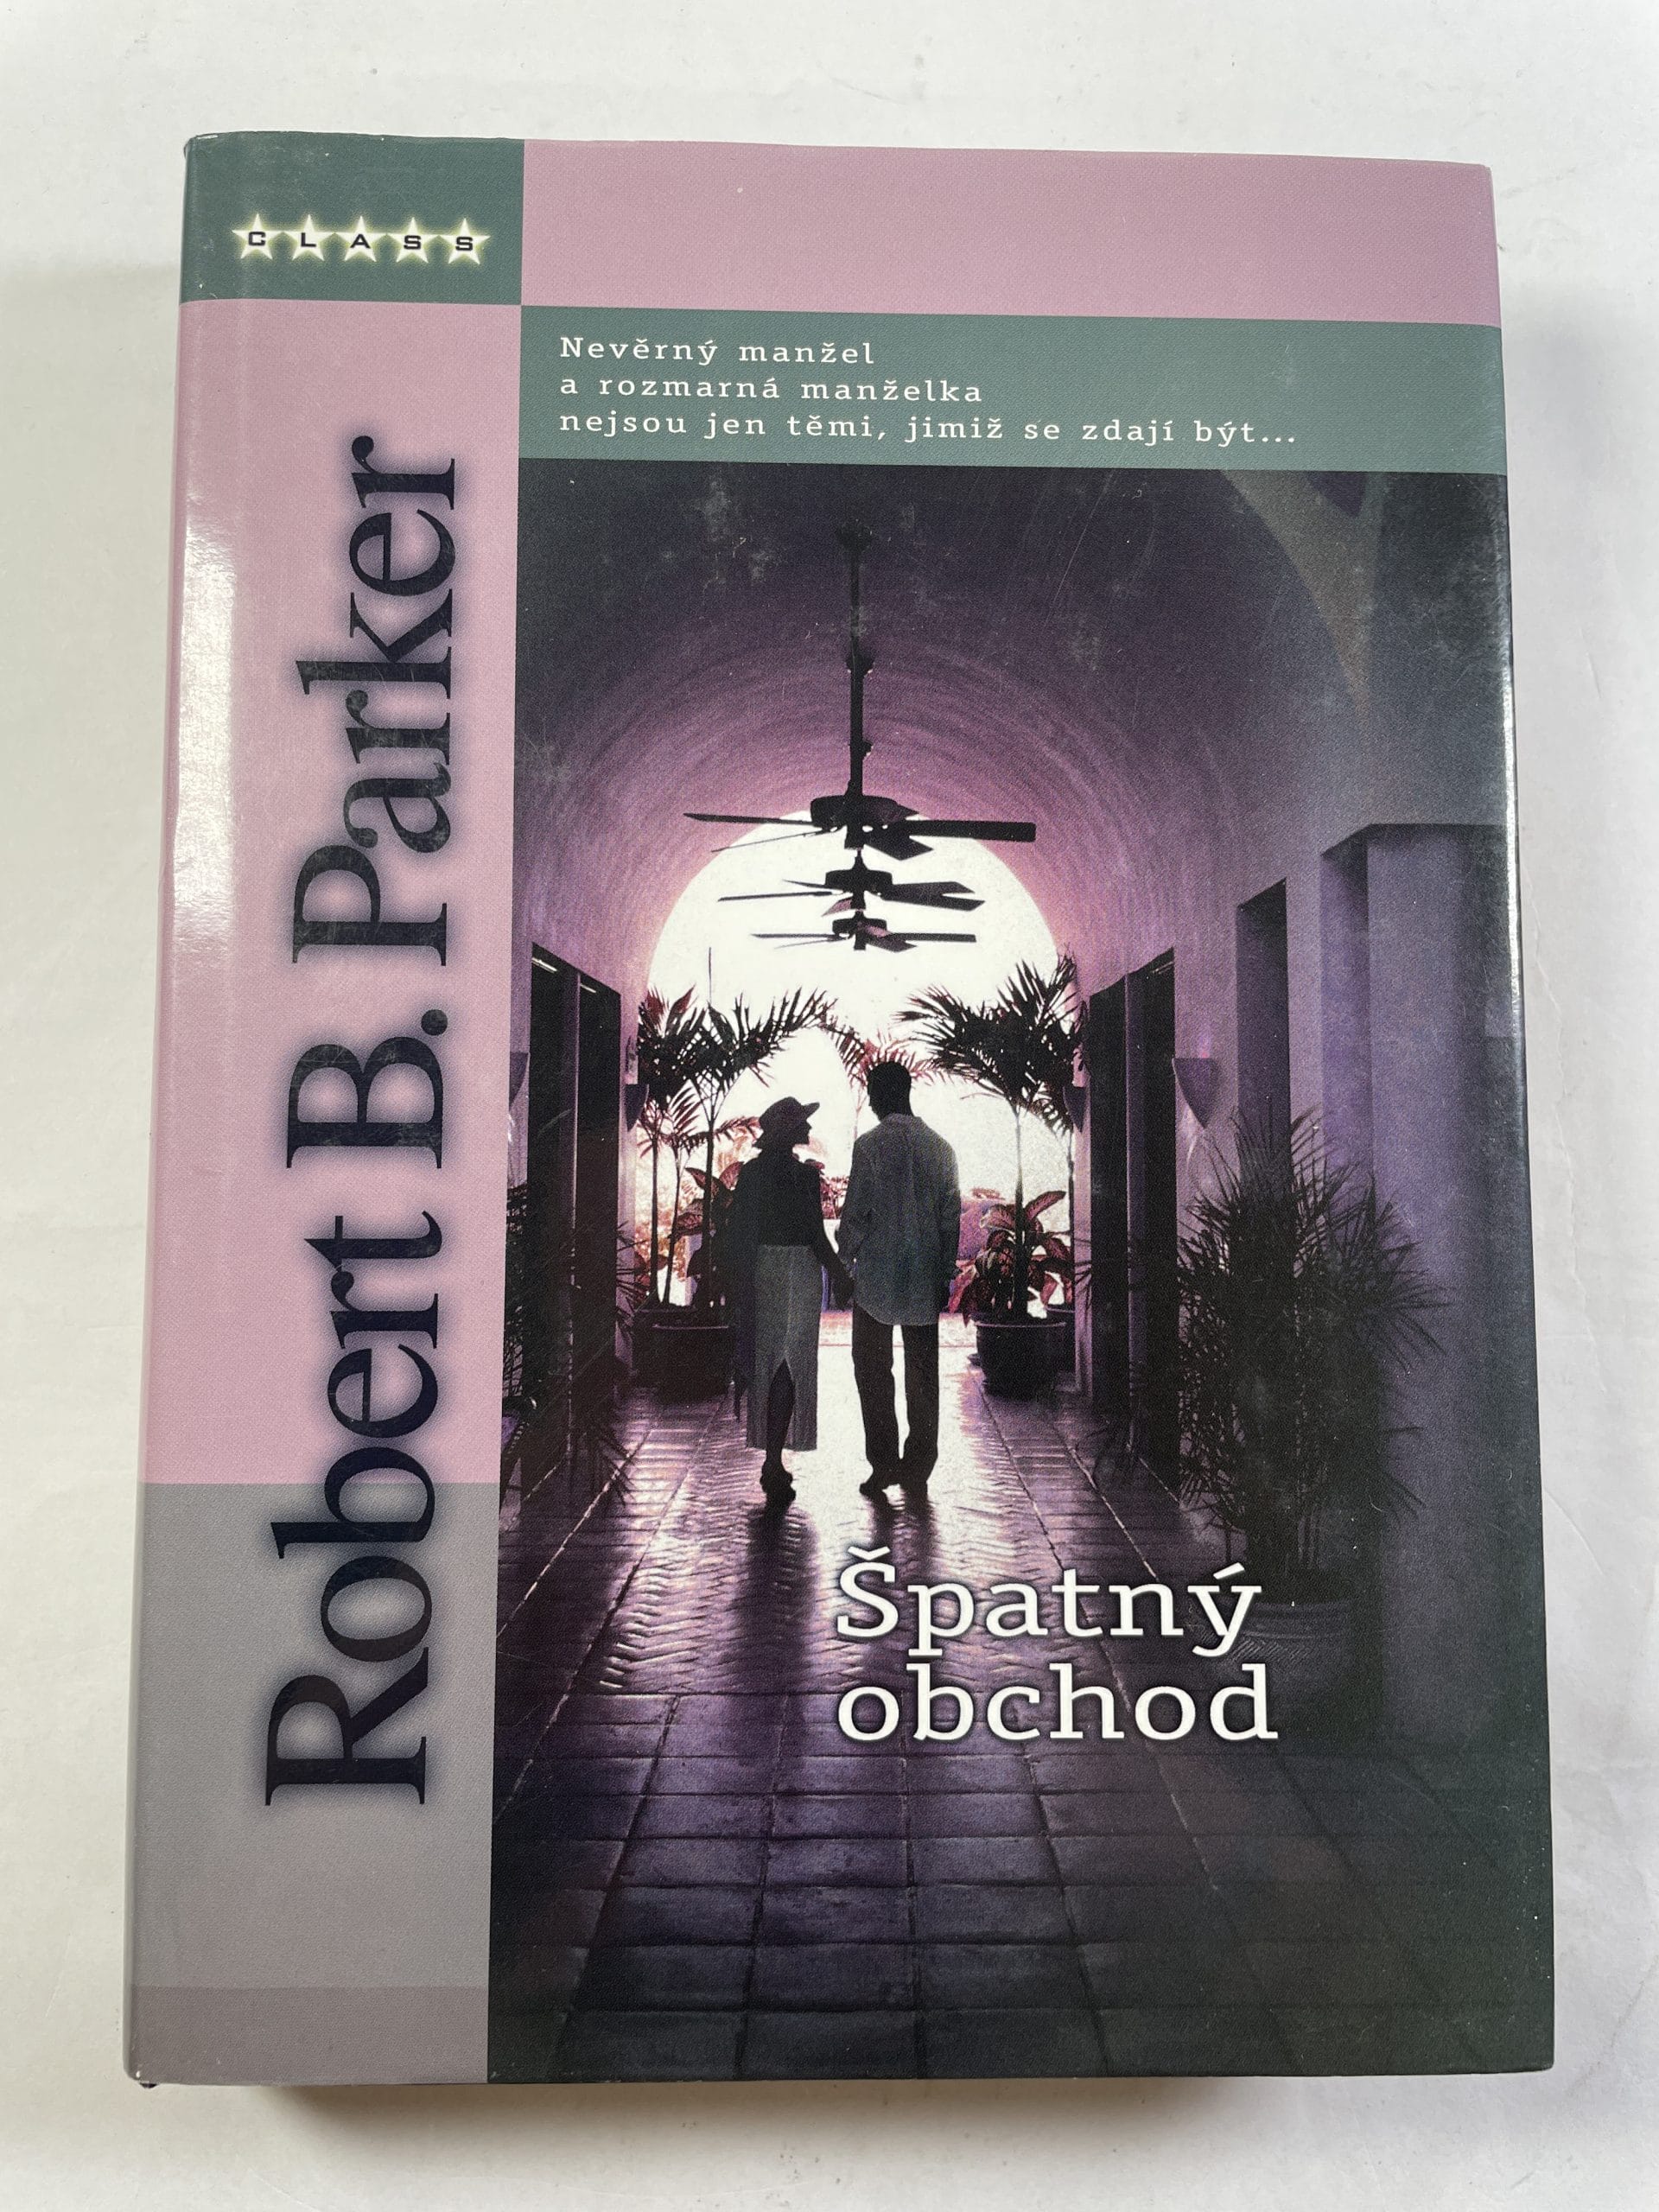 CLASS
Nevěrný manžel
a rozmarná manželka
nejsou jen těmi, jimiž se zdají být...
Robert B. Parker
Špatný
obchod